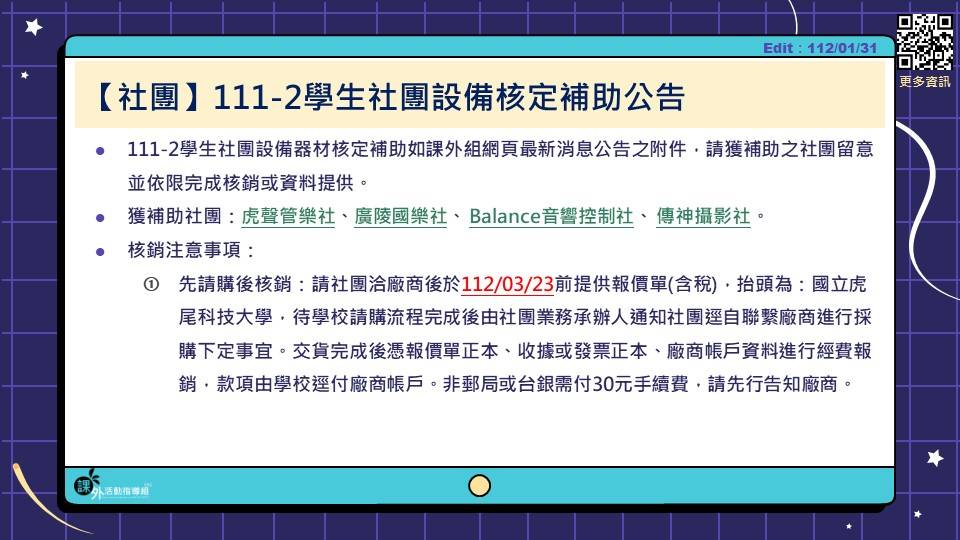 Edit：112/01/31
更多資訊
【社團】111-2學生社團設備核定補助公告
● 111-2學生社團設備器材核定補助如課外組網頁最新消息公告之附件，請獲補助之社團留意
並依限完成核銷或資料提供。
● 獲補助社團：虎聲管樂社、廣陵國樂社、Balance音響控制社、傳神攝影社。
● 核銷注意事項：
① 先請購後核銷：請社團洽廠商後於112/03/23前提供報價單(含稅)，抬頭為：國立虎
尾科技大學，待學校請購流程完成後由社團業務承辦人通知社團逕自聯繫廠商進行採
購下定事宜。交貨完成後憑報價單正本、收據或發票正本、廠商帳戶資料進行經費報
銷，款項由學校逕付廠商帳戶。非郵局或台銀需付30元手續費，請先行告知廠商。
課外活動指導組